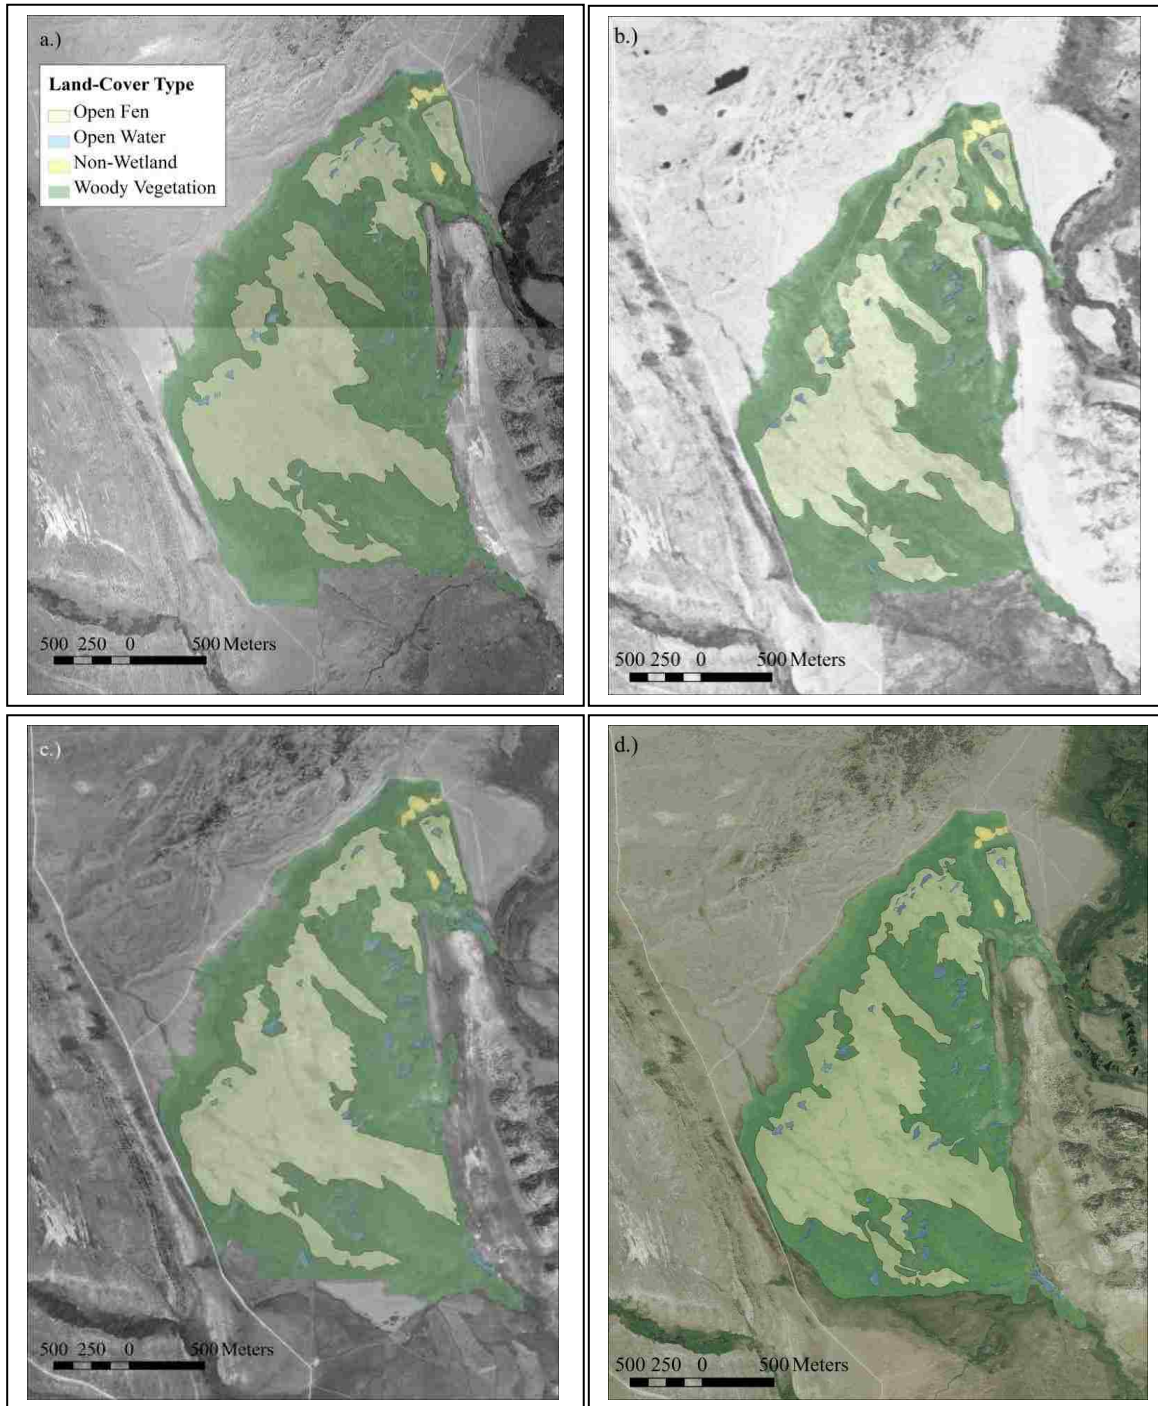 a.)
Land-Cover Type
Open Fen
Open Water
Non-Wetland
Woody Vegetation
500 250 0 500 Meters
b.)
500 250 0 500 Meters
c.)
500 250 0 500 Meters
d.)
500 250 0 500 Meters